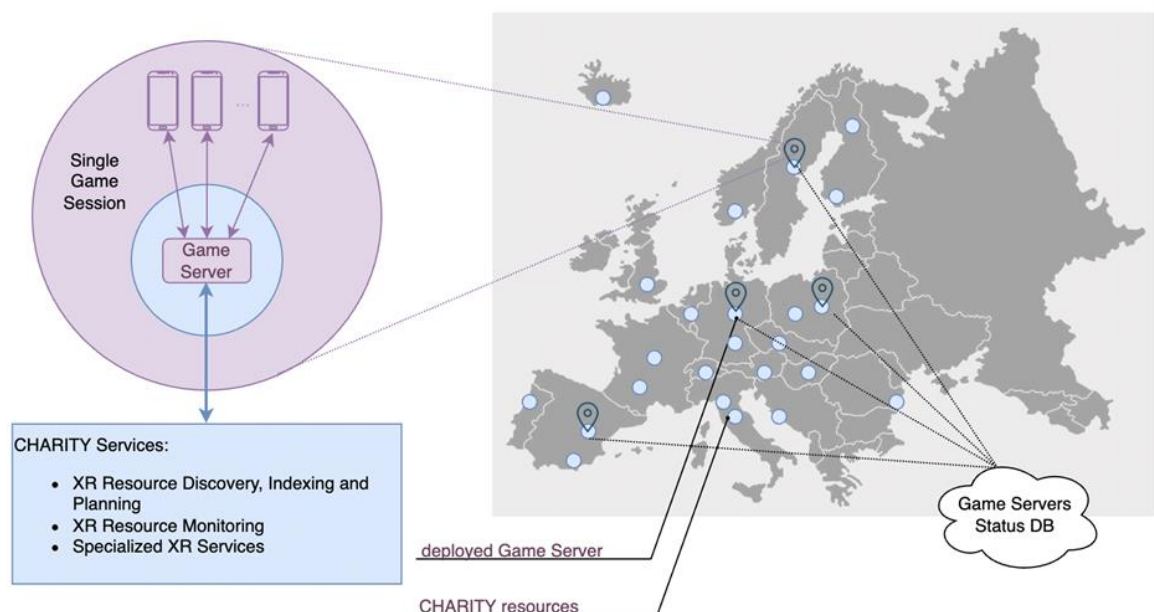 Single
Game
Session
...
Game
Server
CHARITY Services:
• XR Resource Discovery, Indexing and
Planning
• XR Resource Monitoring
• Specialized XR Services
deployed Game Server
CHARITY resources
Game Servers
Status DB